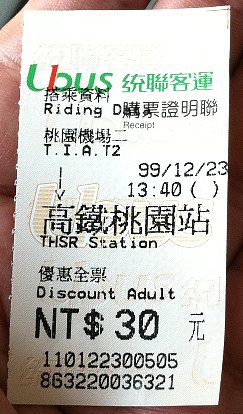 Ubus 統聯客運
搭乘資料
Riding D 購票證明聯
Receipt
桃園機場二
T.I.A.T2
99/12/23
13:40( )
高鐵桃園站
THSR Station
優惠全票
Discount Adult
NT$30 元
110122300505
863220036321